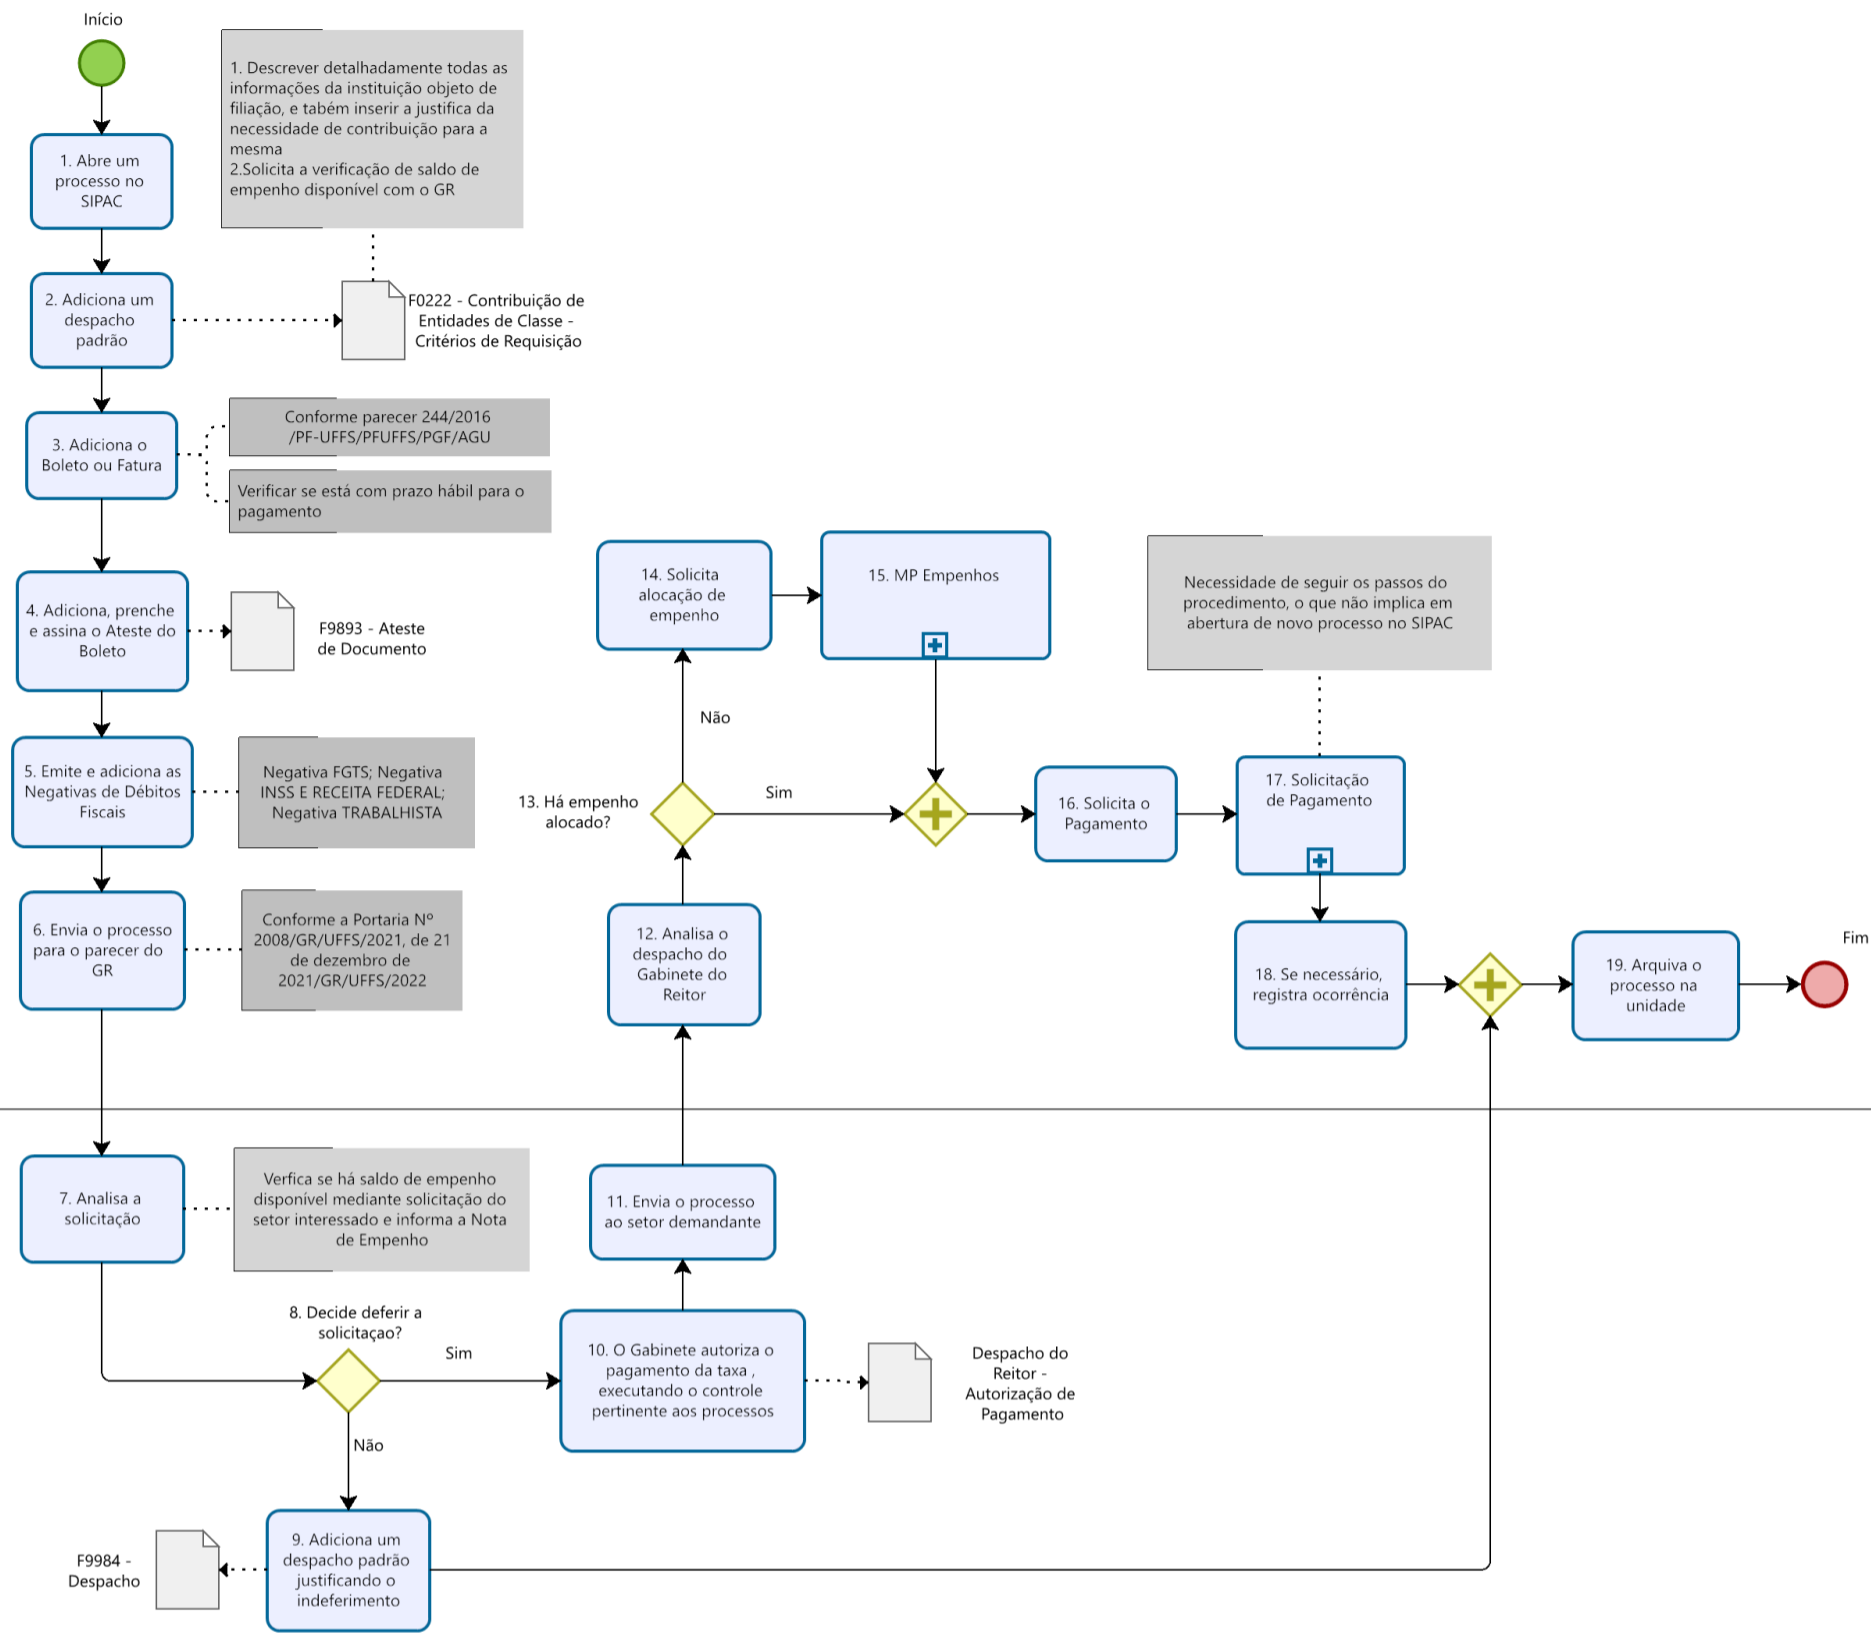 Início
1. Descrever detalhadamente todas as
informações da instituição objeto de
filiação, e tabém inserir a justifica da
necessidade de contribuição para a
mesma
2.Solicita a verificação de saldo de
empenho disponível com o GR
1. Abre um
processo no
SIPAC
2. Adiciona um
despacho
padrão
F0222 - Contribuição de
Entidades de Classe -
Critérios de Requisição
3. Adiciona o
Boleto ou Fatura
Conforme parecer 244/2016
/PF-UFFS/PFUFFS/PGF/AGU
Verificar se está com prazo hábil para o
pagamento
4. Adiciona, prenche
e assina o Ateste do
Boleto
F9893 - Ateste
de Documento
5. Emite e adiciona as
Negativas de Débitos
Fiscais
Negativa FGTS; Negativa
INSS E RECEITA FEDERAL;
Negativa TRABALHISTA
6. Envia o processo
para o parecer do
GR
Conforme a Portaria Nº
2008/GR/UFFS/2021, de 21
de dezembro de
2021/GR/UFFS/2022
14. Solicita
alocação de
empenho
15. MP Empenhos
Necessidade de seguir os passos do
procedimento, o que não implica em
abertura de novo processo no SIPAC
Não
13. Há empenho
alocado?
Sim
16. Solicita o
Pagamento
17. Solicitação
de Pagamento
12. Analisa o
despacho do
Gabinete do
Reitor
18. Se necessário,
registra ocorrência
19. Arquiva o
processo na
unidade
Fim
7. Analisa a
solicitação
Verfica se há saldo de empenho
disponível mediante solicitação do
setor interessado e informa a Nota
de Empenho
11. Envia o processo
ao setor demandante
8. Decide deferir a
solicitaçao?
Sim
10. O Gabinete autoriza o
pagamento da taxa ,
executando o controle
pertinente aos processos
Despacho do
Reitor -
Autorização de
Pagamento
Não
9. Adiciona um
despacho padrão
justificando o
indeferimento
F9984 -
Despacho